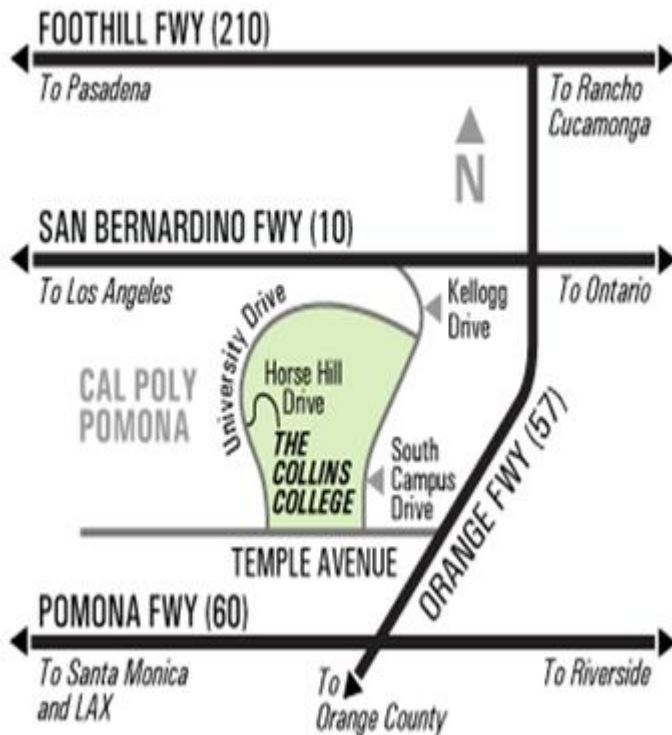 FOOTHILL FWY (210)
To Pasadena
To Rancho
Cucamonga
N
SAN BERNARDINO FWY (10)
To Los Angeles
To Ontario
Kellogg
Drive
University Drive
CAL POLY
POMONA
Horse Hill
Drive
THE
COLLINS
COLLEGE
South
Campus
Drive
ORANGE FWY (57)
TEMPLE AVENUE
POMONA FWY (60)
To Santa Monica
and LAX
To
Orange County
To Riverside